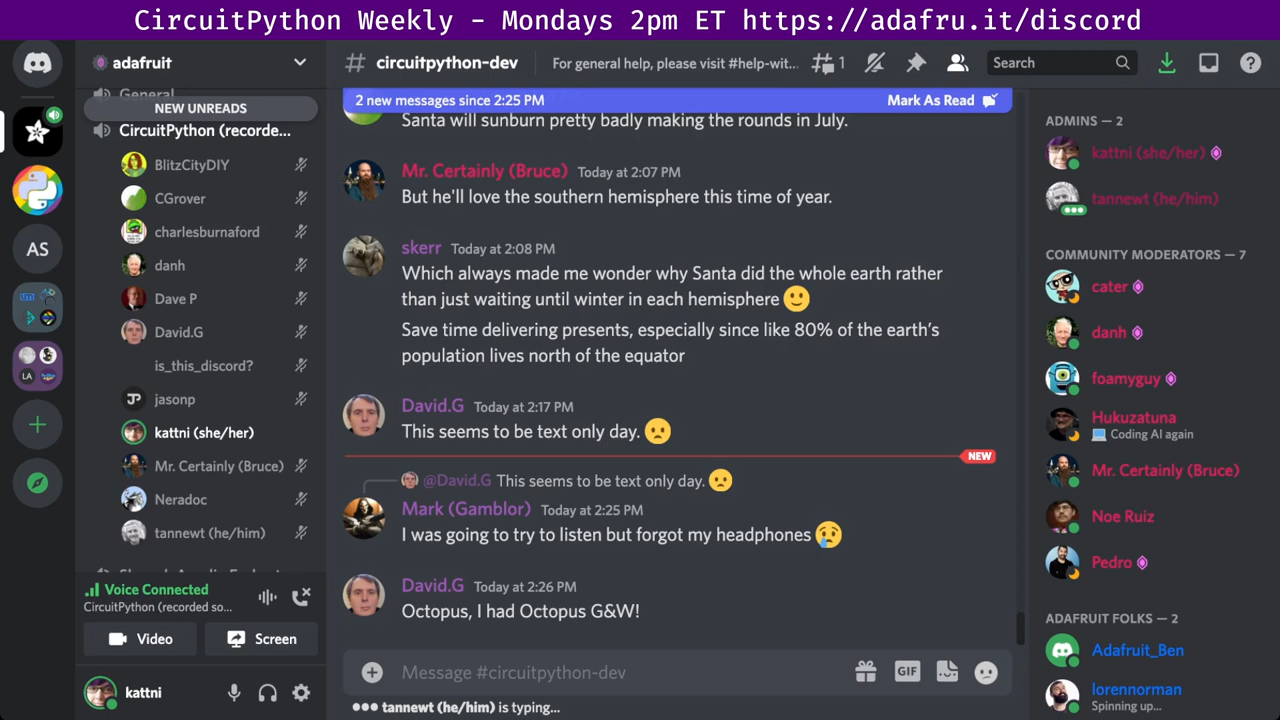 CircuitPython Weekly - Mondays 2pm ET https://adafru.it/discord
adafruit
General
NEW UNREADS
CircuitPython (recorde...
BlitzCityDIY
CGrover
charlesburnaford
danh
Dave P
David.G
is_this_discord?
jasonp
kattni (she/her)
Mr. Certainly (Bruce)
Neradoc
tannewt (he/him)
Voice Connected
CircuitPython (recorded so...
Video
Screen
kattni
AS
LA
# circuitpython-dev
For general help, please visit #help-wit...
1
Search
2 new messages since 2:25 PM
Mark As Read
Santa will sunburn pretty badly making the rounds in July.
Mr. Certainly (Bruce) Today at 2:07 PM
But he'll love the southern hemisphere this time of year.
skerr Today at 2:08 PM
Which always made me wonder why Santa did the whole earth rather
than just waiting until winter in each hemisphere
Save time delivering presents, especially since like 80% of the earth's
population lives north of the equator
David.G Today at 2:17 PM
This seems to be text only day.
NEW
@David.G This seems to be text only day.
Mark (Gamblor) Today at 2:25 PM
I was going to try to listen but forgot my headphones
David.G Today at 2:26 PM
Octopus, I had Octopus G&W!
Message #circuitpython-dev
GIF
tannewt (he/him) is typing...
ADMINS — 2
kattni (she/her)
tannewt (he/him)
COMMUNITY MODERATORS — 7
cater
danh
foamyguy
Hukuzatuna
Coding AI again
Mr. Certainly (Bruce)
Noe Ruiz
Pedro
ADAFRUIT FOLKS — 2
Adafruit_Ben
lorennorman
Spinning up...